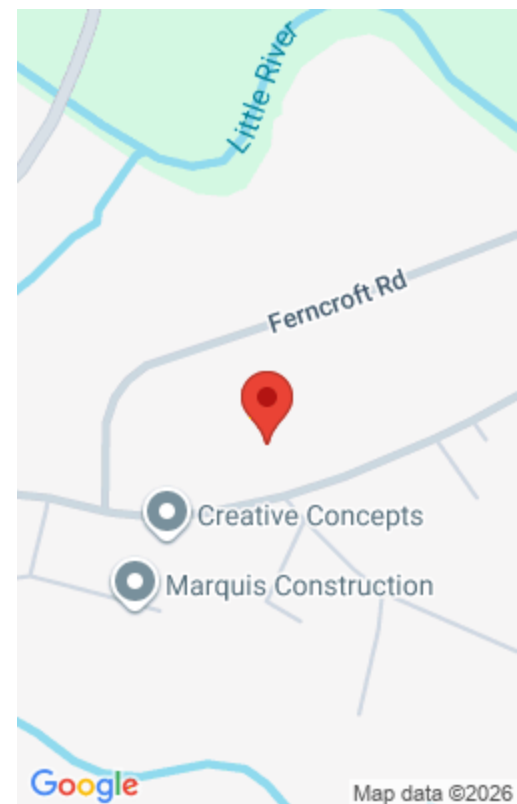 Little River
Ferncroft Rd
Creative Concepts
Marquis Construction
Google
Map data ©2026